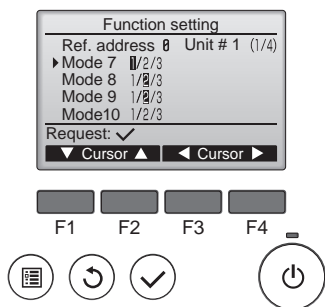 Function setting
Ref. address 0 Unit # 1 (1/4)
Mode 7 1/2/3
Mode 8 1/2/3
Mode 9 1/2/3
Mode10 1/2/3
Request: ✓
▼ Cursor ▲ ◀ Cursor ▶
F1 F2 F3 F4